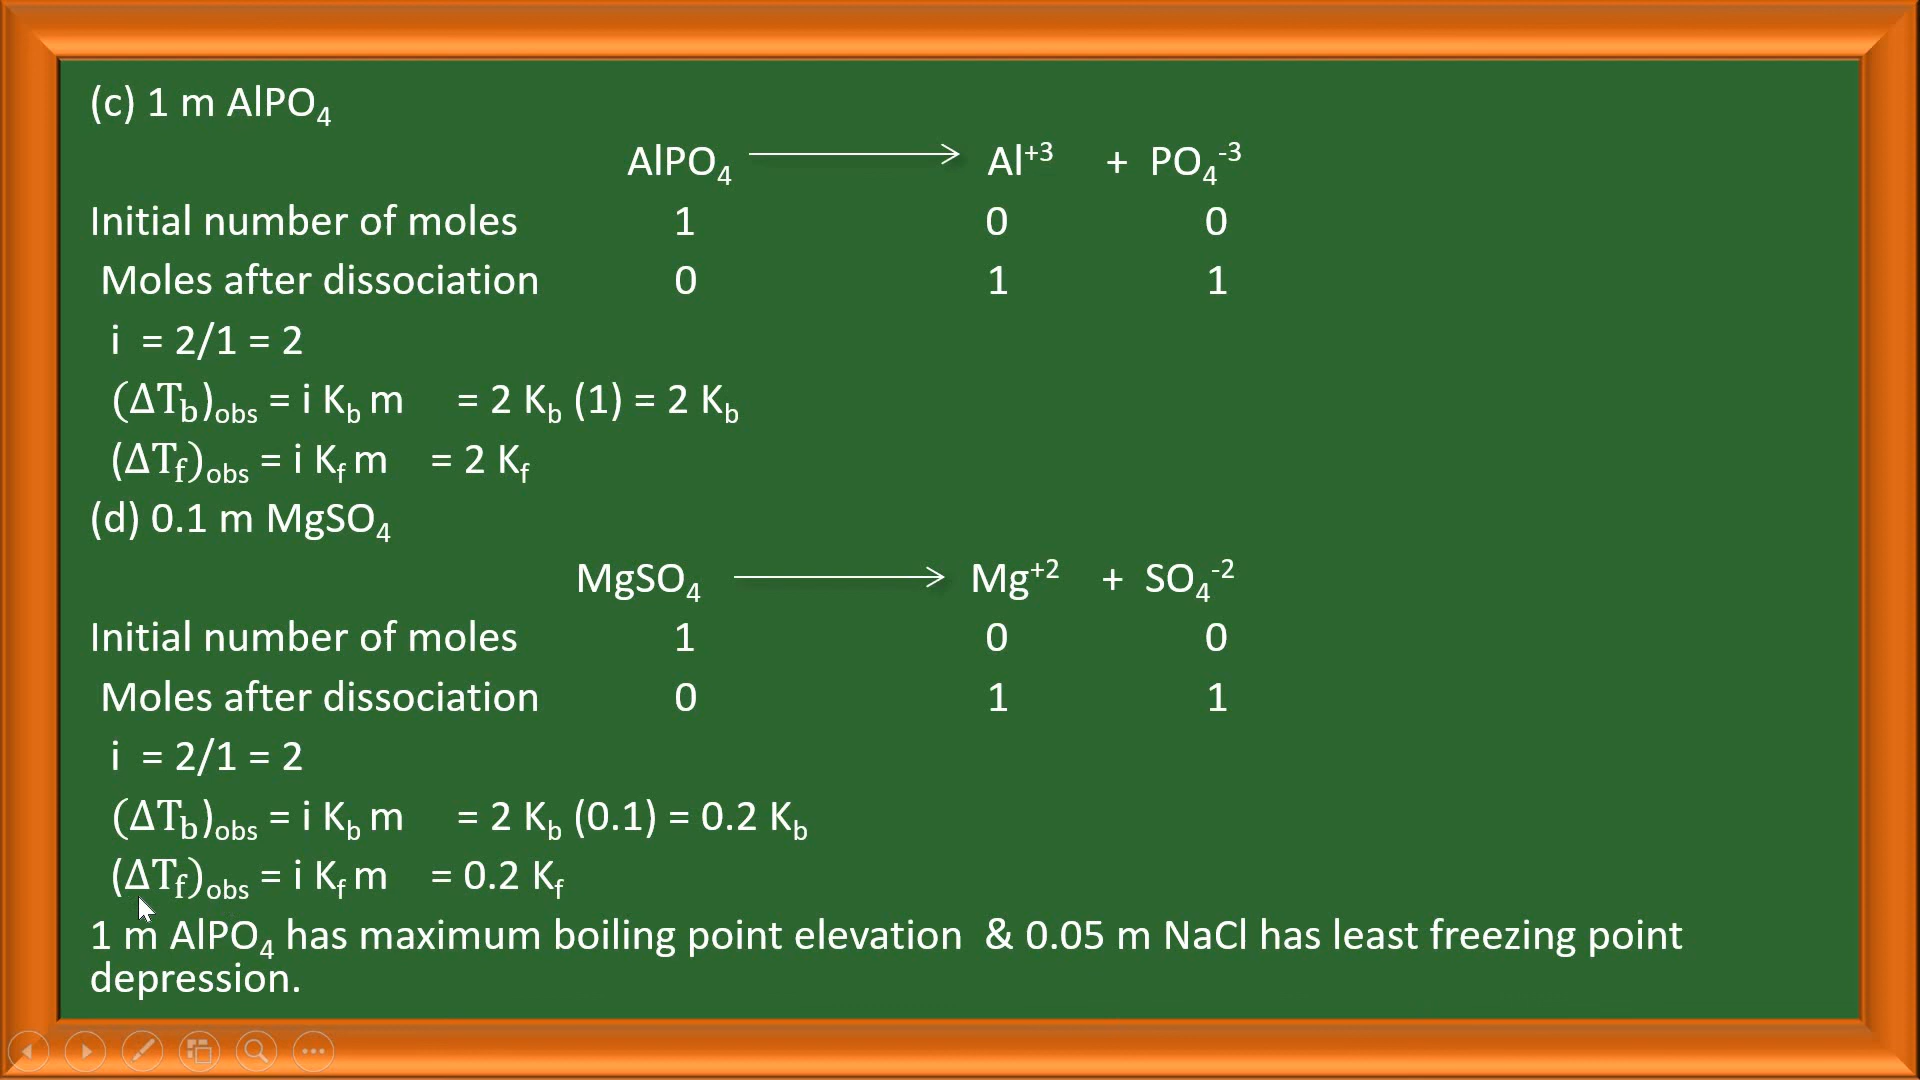 (c) 1 m AlPO₄
AlPO₄ ⟶ Al⁺³ + PO₄⁻³
Initial number of moles 1 0 0
Moles after dissociation 0 1 1
i = 2/1 = 2
(ΔT_b)_obs = i K_b m = 2 K_b (1) = 2 K_b
(ΔT_f)_obs = i K_f m = 2 K_f
(d) 0.1 m MgSO₄
MgSO₄ ⟶ Mg⁺² + SO₄⁻²
Initial number of moles 1 0 0
Moles after dissociation 0 1 1
i = 2/1 = 2
(ΔT_b)_obs = i K_b m = 2 K_b (0.1) = 0.2 K_b
(ΔT_f)_obs = i K_f m = 0.2 K_f
1 m AlPO₄ has maximum boiling point elevation & 0.05 m NaCl has least freezing point
depression.